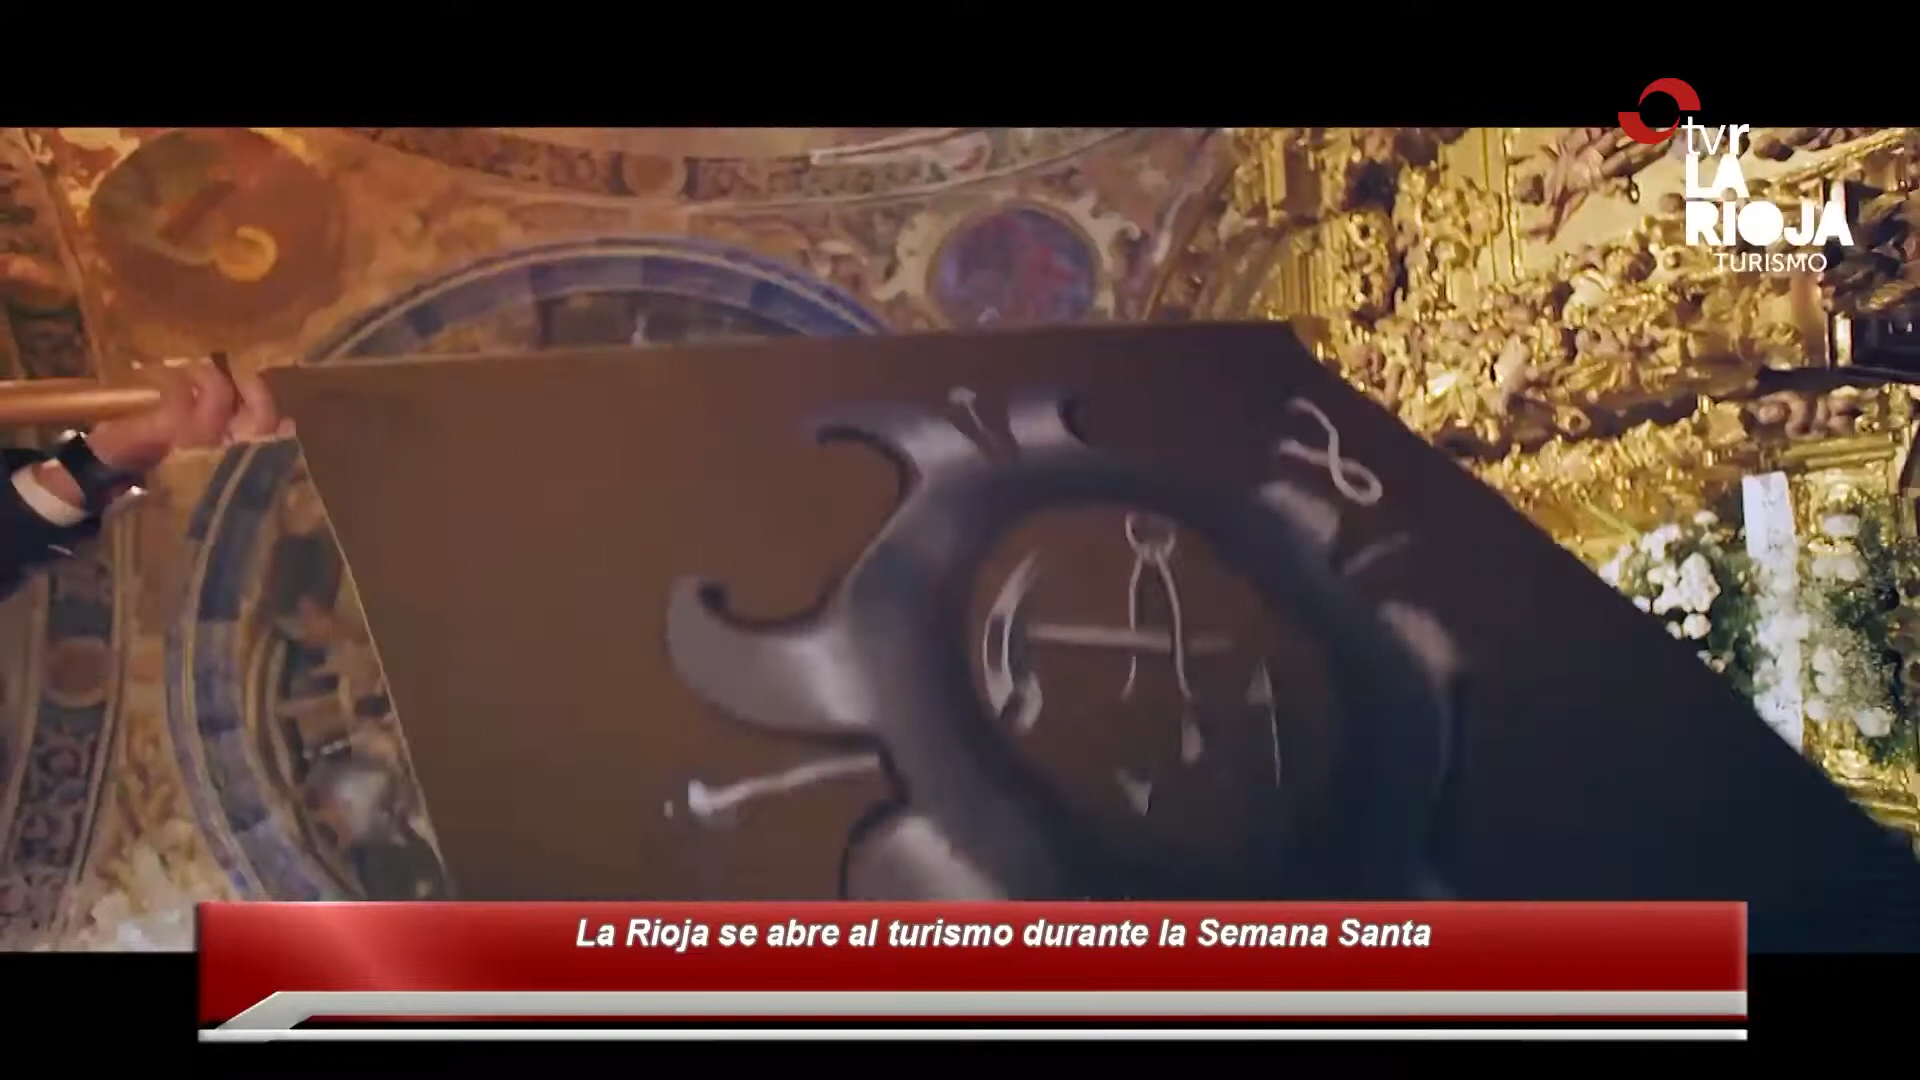 tvr
LA
RIOJA
TURISMO
La Rioja se abre al turismo durante la Semana Santa